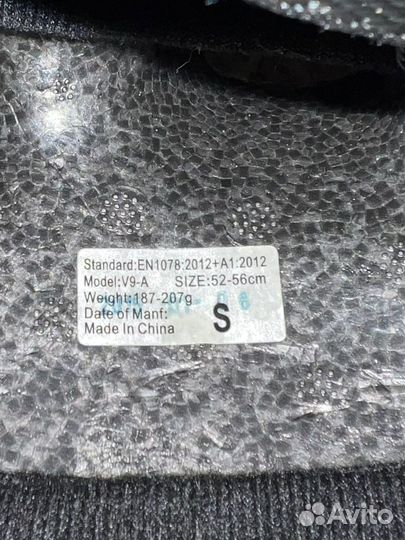 Standard:EN1078:2012+A1:2012
Model:V9-A SIZE:52-56cm
Weight:187-207g
Date of Manf:
Made In China
S
Avito